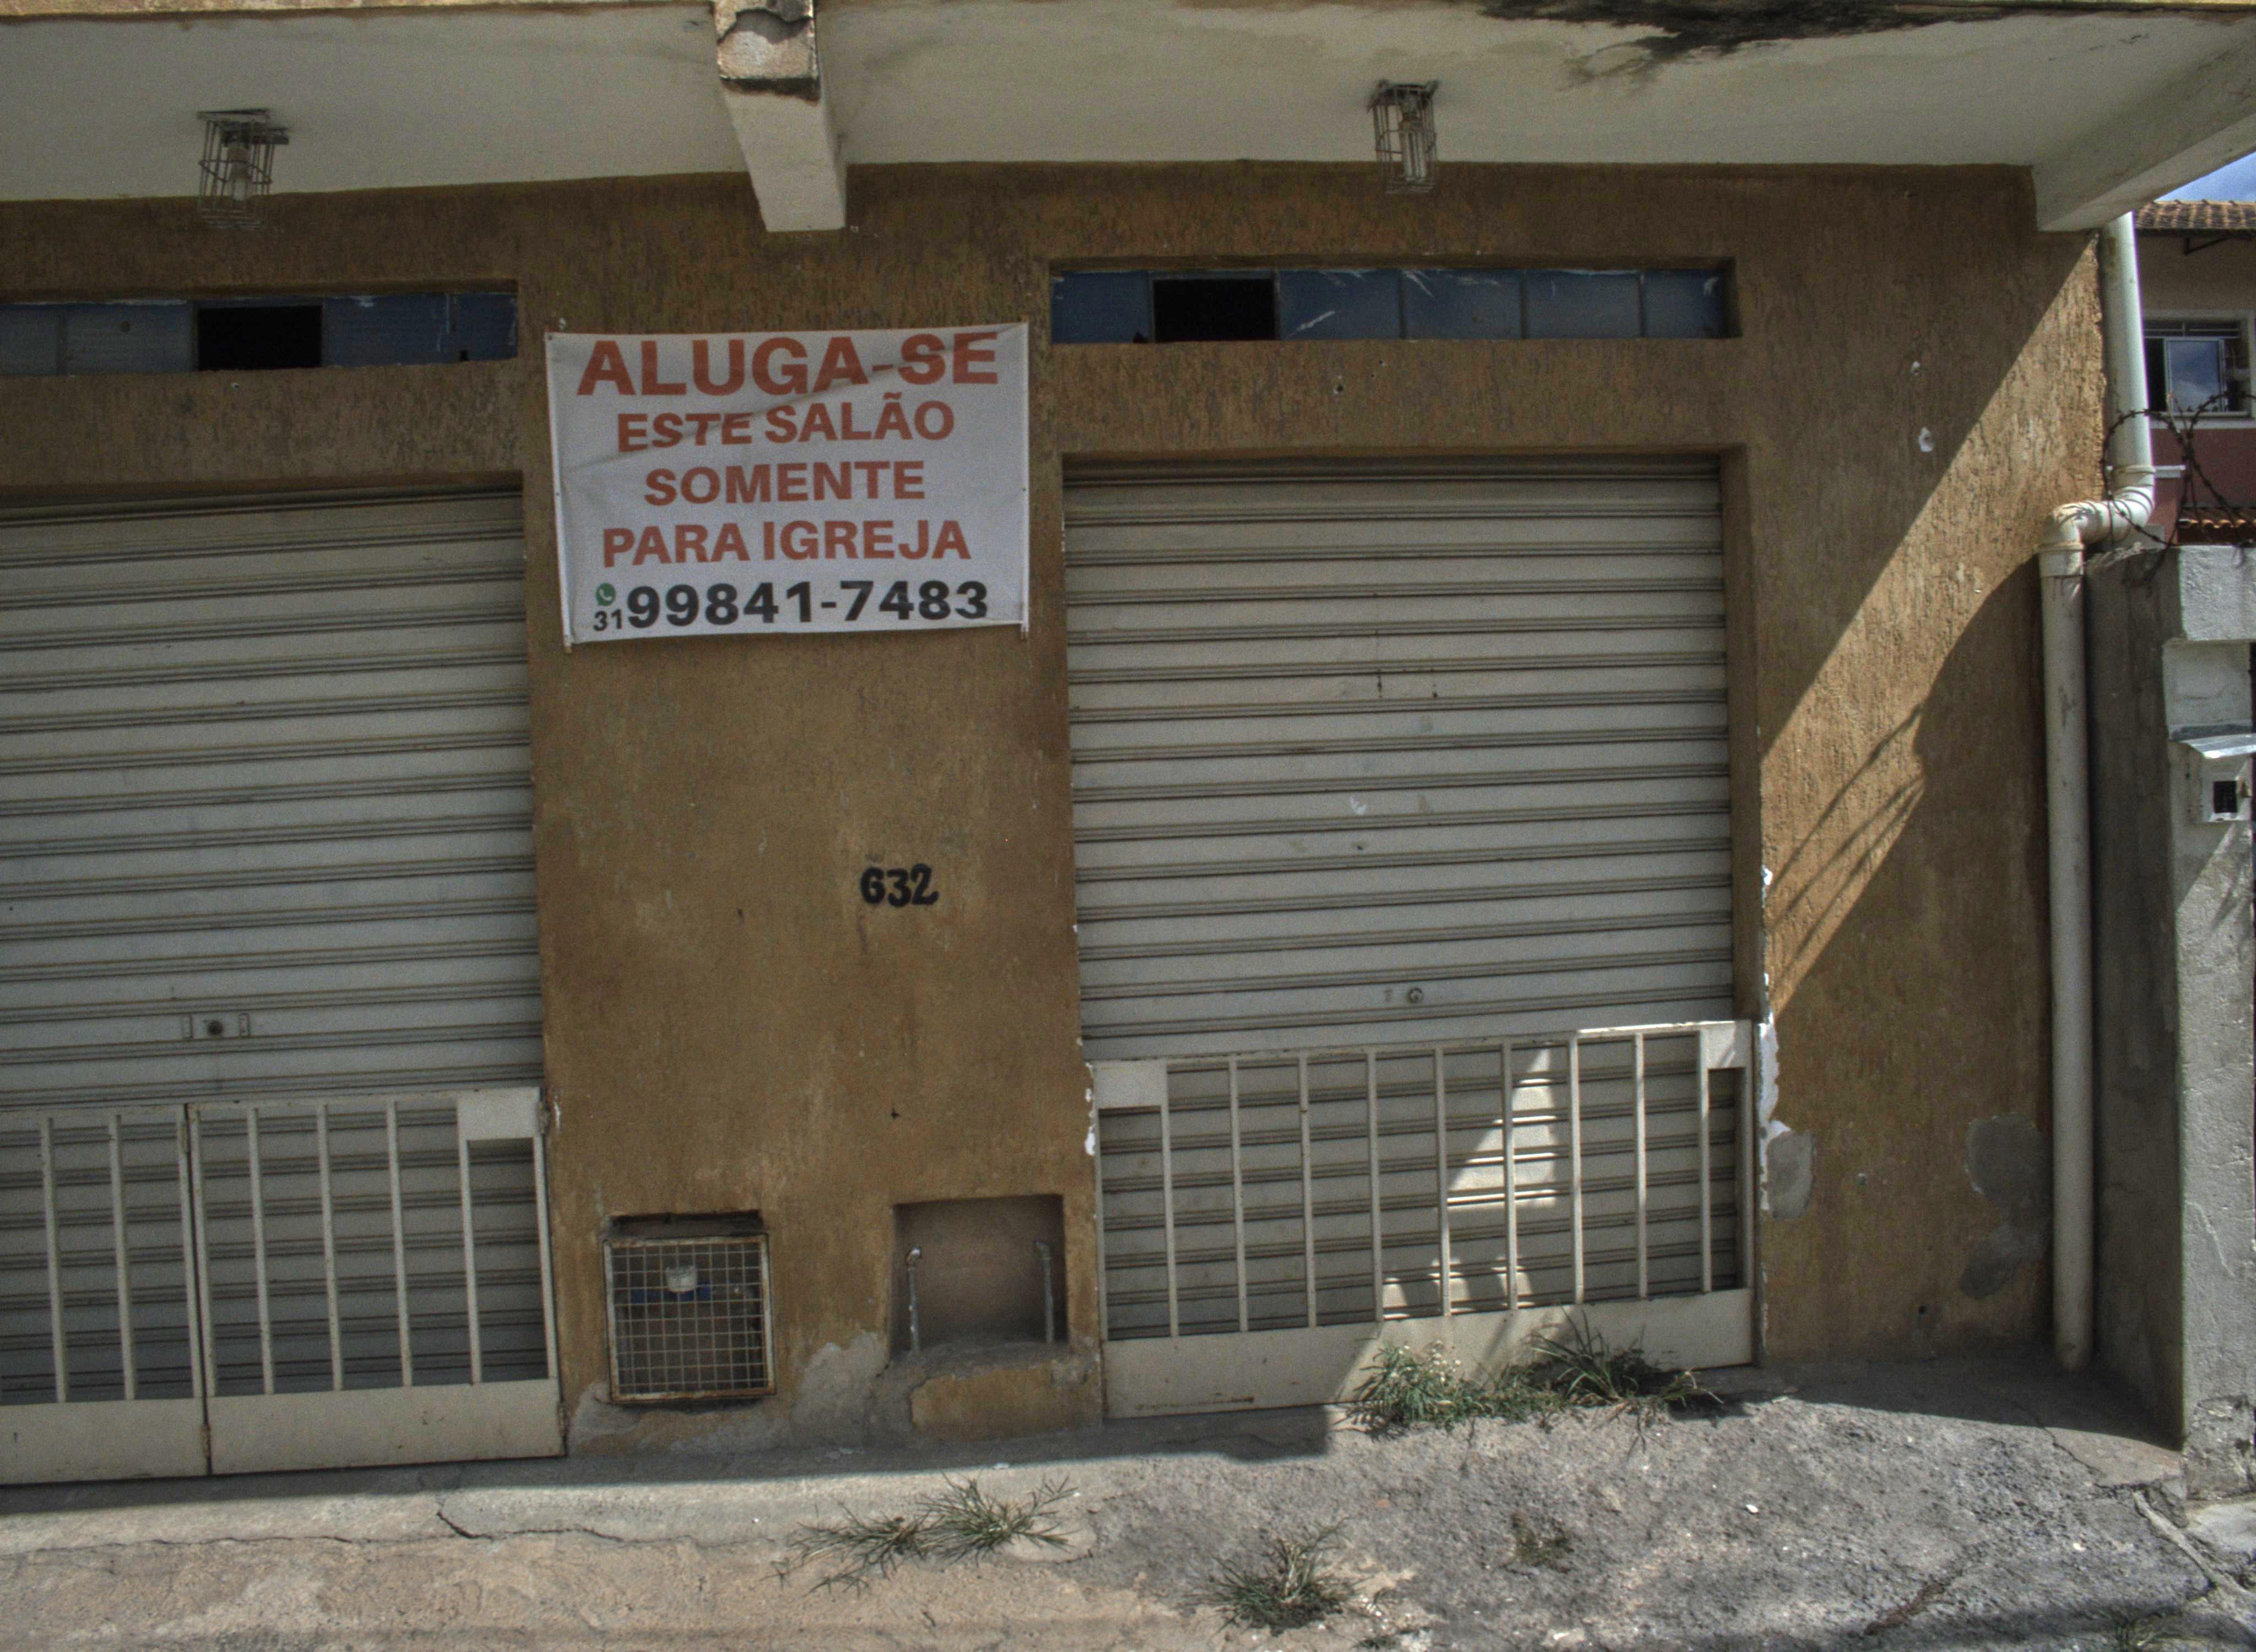 ALUGA-SE
ESTE SALÃO
SOMENTE
PARA IGREJA
31 99841-7483
632